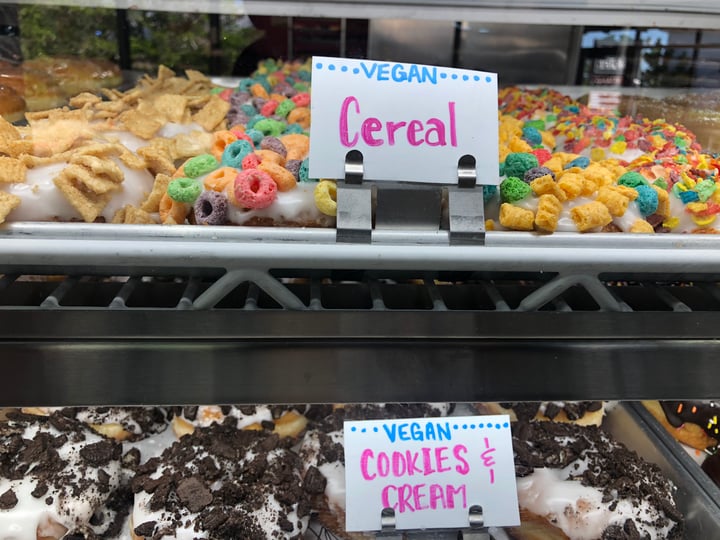 VEGAN
Cereal
VEGAN
COOKIES &
CREAM